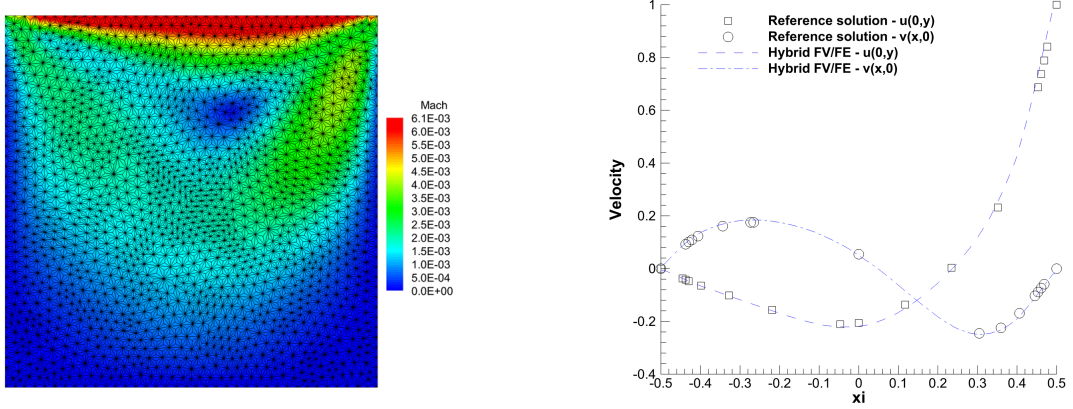 Mach
6.1E-03
6.0E-03
5.5E-03
5.0E-03
4.5E-03
4.0E-03
3.5E-03
3.0E-03
2.5E-03
2.0E-03
1.5E-03
1.0E-03
5.0E-04
0.0E+00
Reference solution - u(0,y)
Reference solution - v(x,0)
Hybrid FV/FE - u(0,y)
Hybrid FV/FE - v(x,0)
Velocity
1
0.8
0.6
0.4
0.2
0
-0.2
-0.4
-0.5 -0.4 -0.3 -0.2 -0.1 0 0.1 0.2 0.3 0.4 0.5
xi